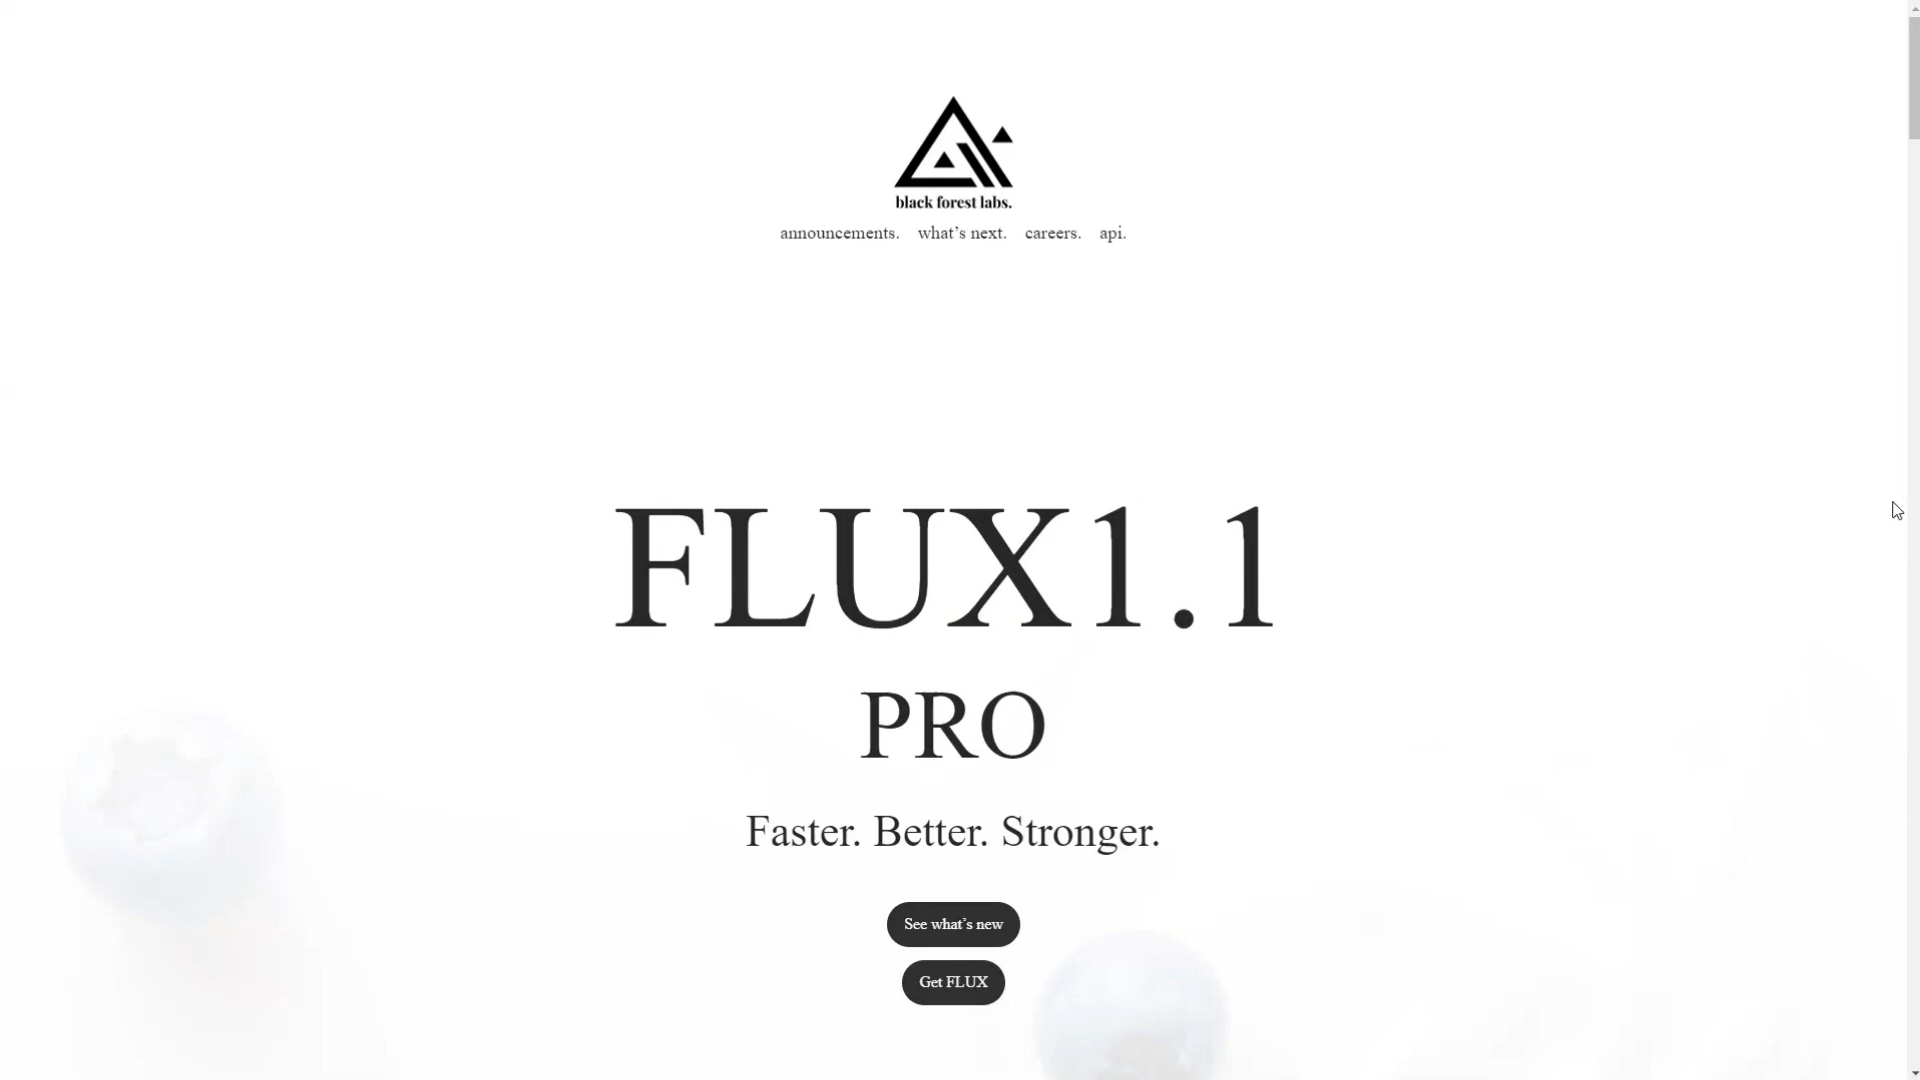 black forest labs.
announcements. what’s next. careers. api.
FLUX1.1
PRO
Faster. Better. Stronger.
See what’s new
Get FLUX